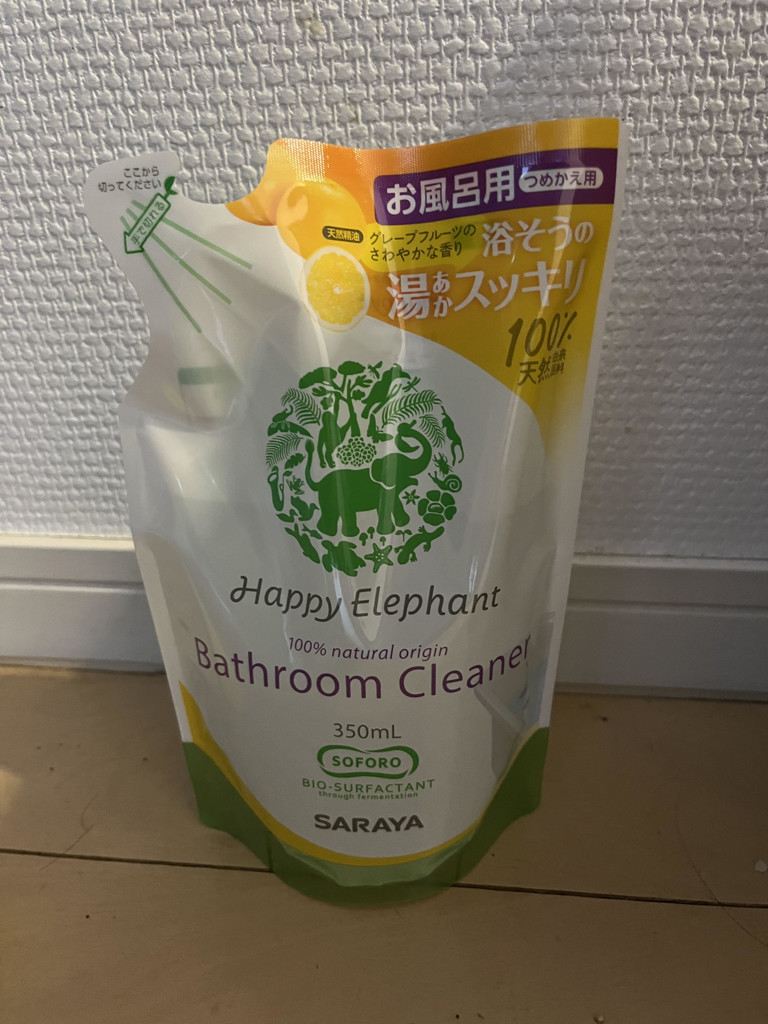 ここから
切ってください
手で切れる
お風呂用 つめかえ用
天然精油
グレープフルーツの
さわやかな香り
浴そうの
湯あかスッキリ
100%
天然
Happy Elephant
100% natural origin
Bathroom Cleaner
350mL
SOFORO
BIO-SURFACTANT
through fermentation
SARAYA